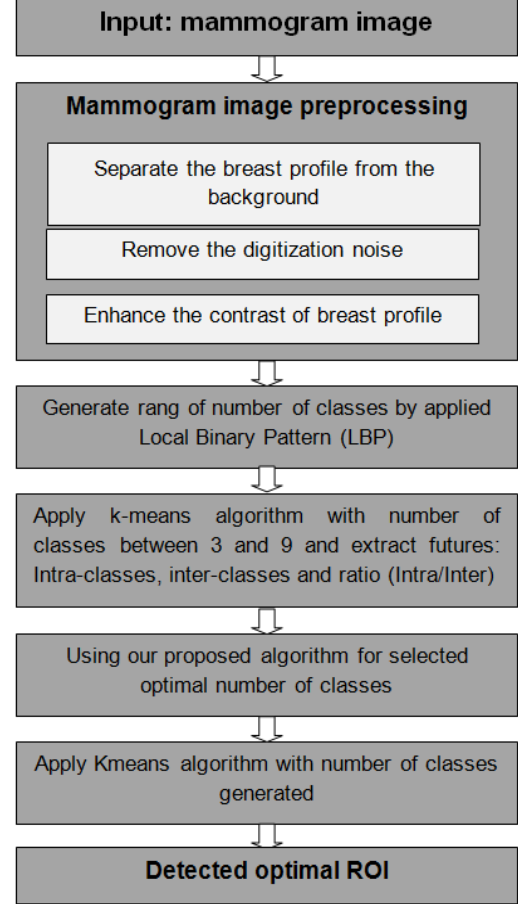 Input: mammogram image
Mammogram image preprocessing
Separate the breast profile from the
background
Remove the digitization noise
Enhance the contrast of breast profile
Generate rang of number of classes by applied
Local Binary Pattern (LBP)
Apply k-means algorithm with number of
classes between 3 and 9 and extract futures:
Intra-classes, inter-classes and ratio (Intra/Inter)
Using our proposed algorithm for selected
optimal number of classes
Apply Kmeans algorithm with number of classes
generated
Detected optimal ROI